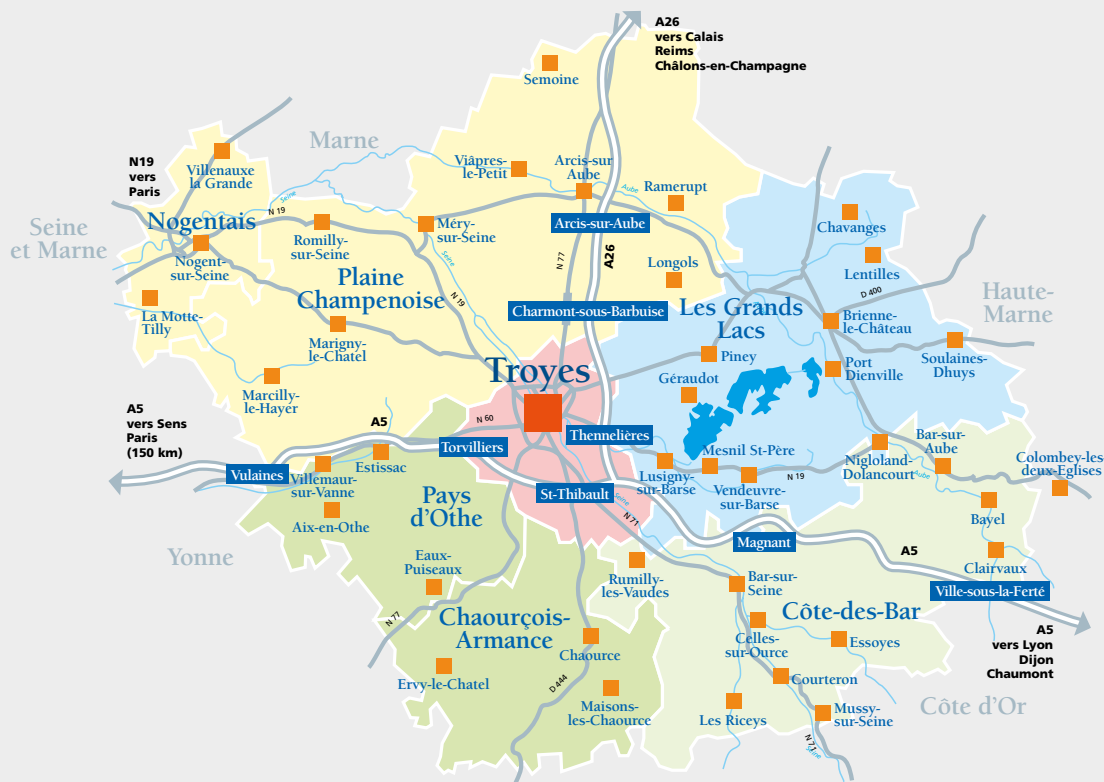 A26
vers Calais
Reims
Châlons-en-Champagne
Semoine
Marne
N19
vers
Paris
Villenauxe
la Grande
Viâpres-
le-Petit
Arcis-sur
Aube
Aube
Ramerupt
Seine
N 19
Seine
et Marne
Nogentais
Nogent-
sur-Seine
Romilly-
sur-Seine
Méry-
sur-Seine
Seine
Arcis-sur-Aube
N 77
A26
Chavanges
Lentilles
Longols
D 400
Haute-
Marne
La Motte-
Tilly
Plaine
Champenoise
N 19
Charmont-sous-Barbuise
Les Grands
Lacs
Brienne-
le-Château
Marigny-
le-Chatel
Piney
Soulaines-
Dhuys
Port
Dienville
Troyes
Géraudot
Marcilly-
le-Hayer
A5
vers Sens
Paris
(150 km)
A5
N 60
Torvilliers
Thennelières
Mesnil St-Père
Bar-sur-
Aube
Aube
Nigloland-
Dolancourt
Colombey-les-
deux-Eglises
Vulaines
Villemaur-
sur-Vanne
Estissac
Lusigny-
sur-Barse
Vendeuvre-
sur-Barse
N 19
St-Thibault
Seine
N 71
Pays
d'Othe
Aix-en-Othe
Bayel
Magnant
A5
Clairvaux
Yonne
Eaux-
Puiseaux
Rumilly-
les-Vaudes
Bar-sur-
Seine
Ville-sous-la-Ferté
N 77
Chaourçois-
Armance
Côte-des-Bar
Celles-
sur-Ource
Essoyes
A5
vers Lyon
Dijon
Chaumont
Chaource
Ervy-le-Chatel
D 444
Maisons-
les-Chaource
Courteron
Les Riceys
Mussy-
sur-Seine
Côte d'Or
N 71
Seine